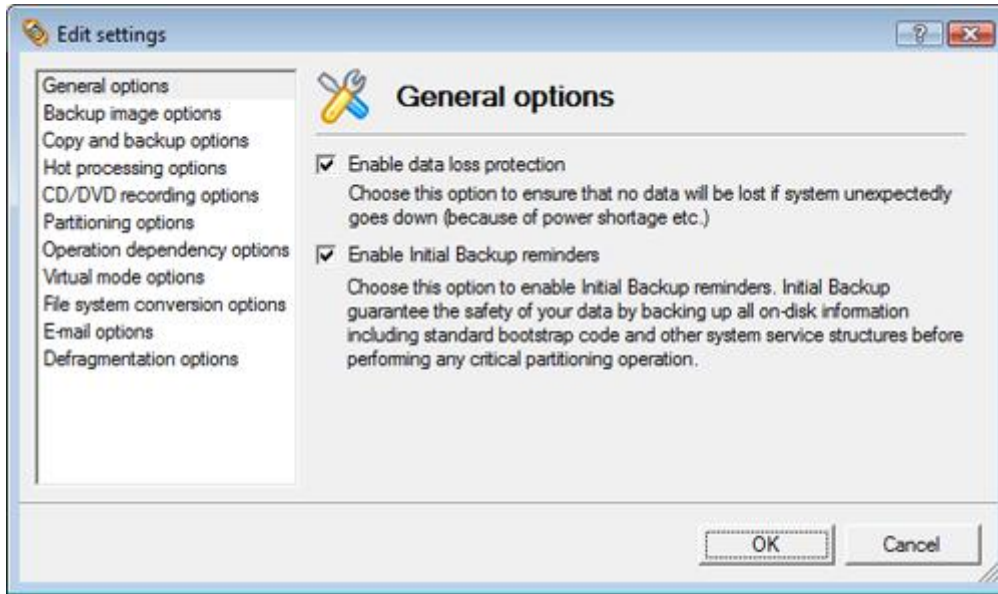 Edit settings
General options
Backup image options
Copy and backup options
Hot processing options
CD/DVD recording options
Partitioning options
Operation dependency options
Virtual mode options
File system conversion options
E-mail options
Defragmentation options
General options
Enable data loss protection
Choose this option to ensure that no data will be lost if system unexpectedly
goes down (because of power shortage etc.)
Enable Initial Backup reminders
Choose this option to enable Initial Backup reminders. Initial Backup
guarantee the safety of your data by backing up all on-disk information
including standard bootstrap code and other system service structures before
performing any critical partitioning operation.
OK
Cancel